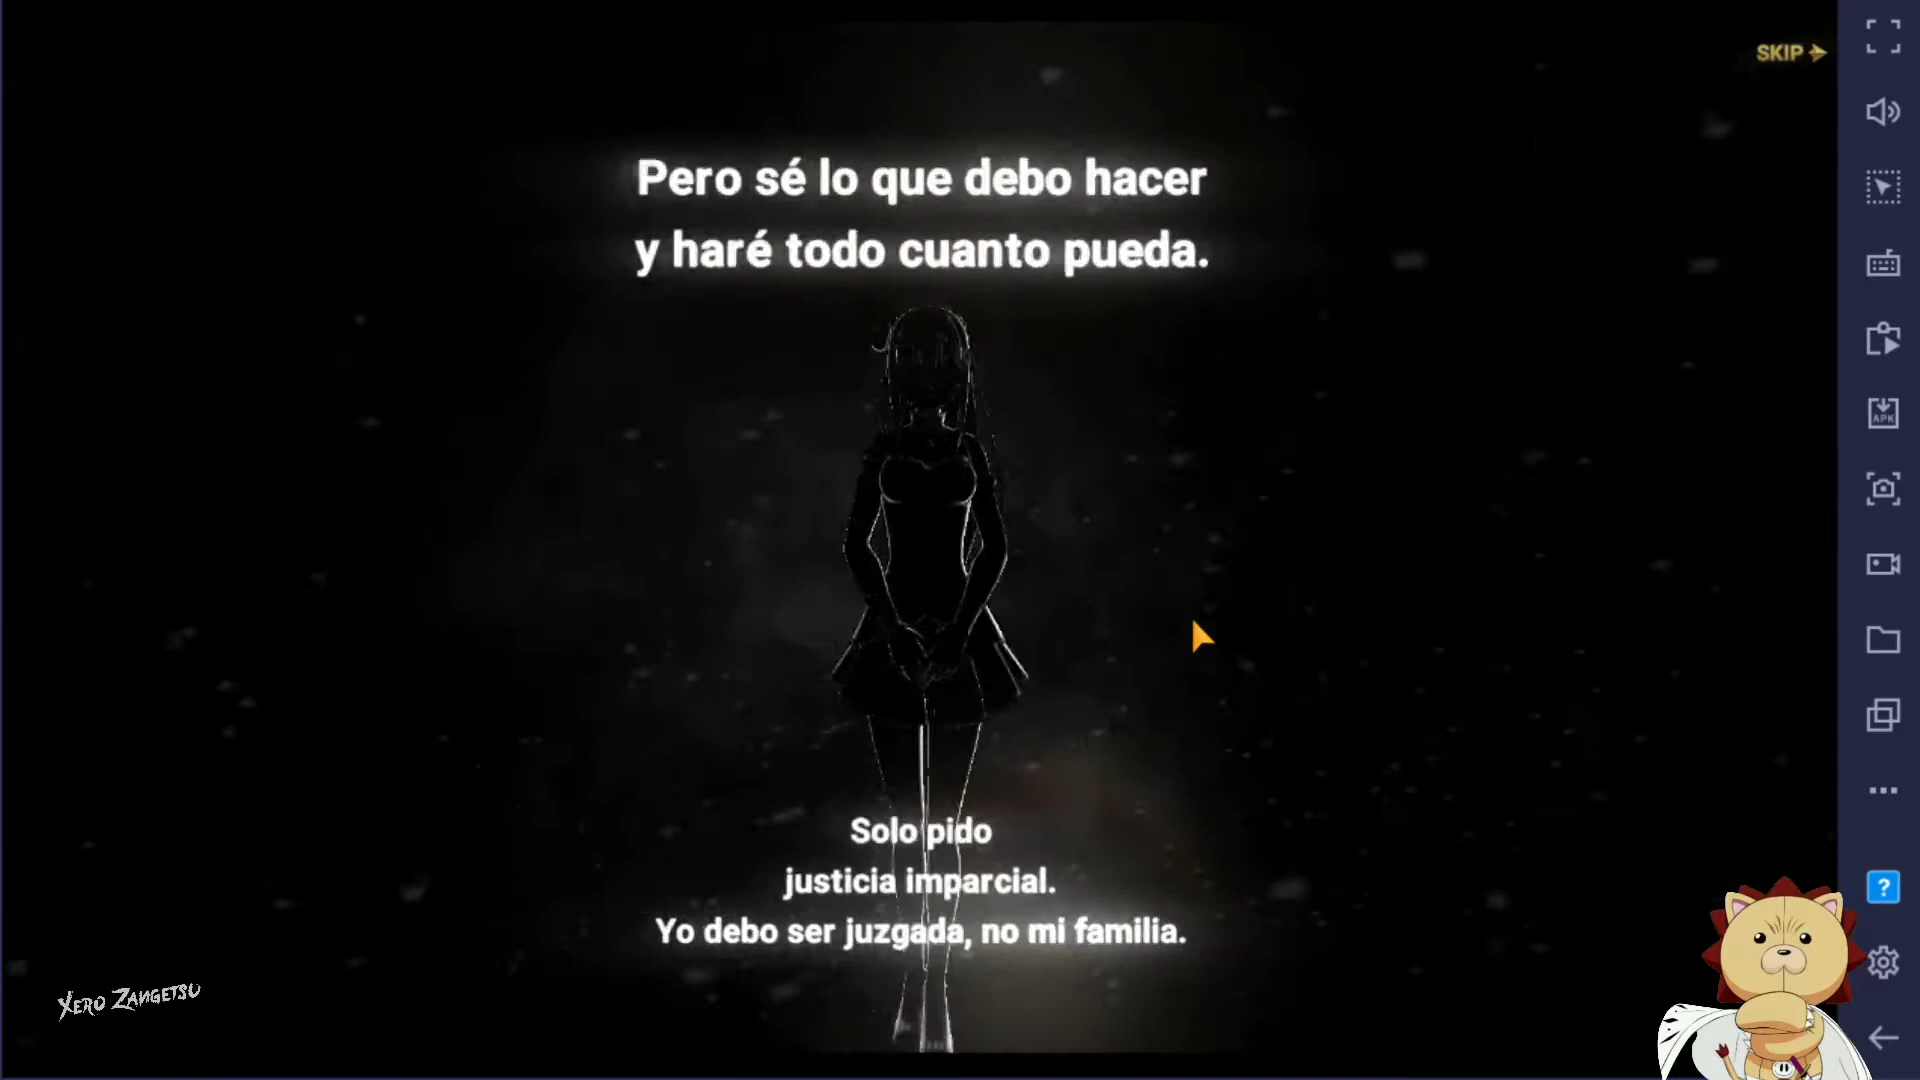 SKIP
Pero sé lo que debo hacer
y haré todo cuanto pueda.
APK
Solo pido
justicia imparcial.
Yo debo ser juzgada, no mi familia.
?
XERO ZANGETSU